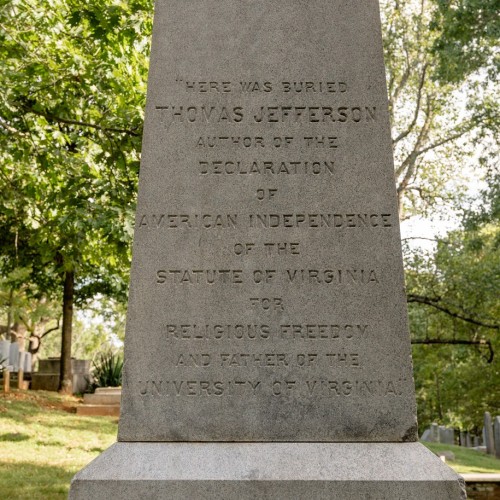 "HERE WAS BURIED
THOMAS JEFFERSON
AUTHOR OF THE
DECLARATION
OF
AMERICAN INDEPENDENCE
OF THE
STATUTE OF VIRGINIA
FOR
RELIGIOUS FREEDOM
AND FATHER OF THE
UNIVERSITY OF VIRGINIA."